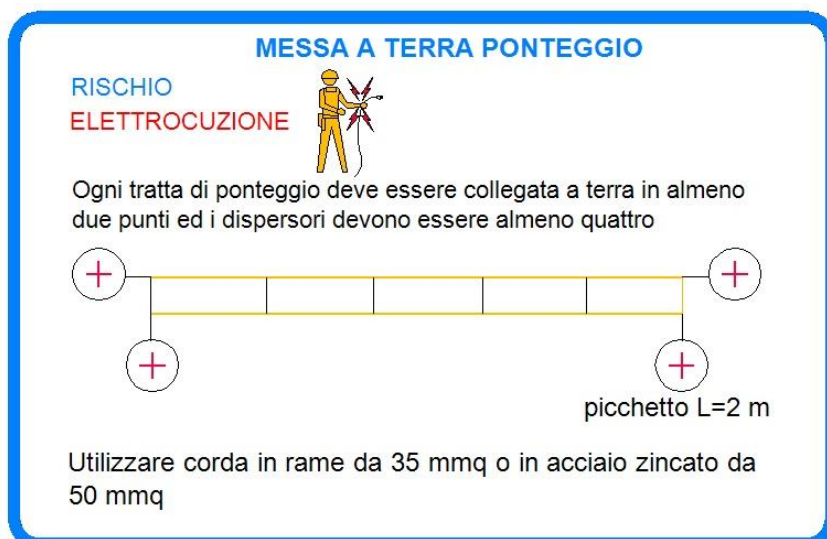 MESSA A TERRA PONTEGGIO
RISCHIO
ELETTROCUZIONE
Ogni tratta di ponteggio deve essere collegata a terra in almeno
due punti ed i dispersori devono essere almeno quattro
picchetto L=2 m
Utilizzare corda in rame da 35 mmq o in acciaio zincato da
50 mmq